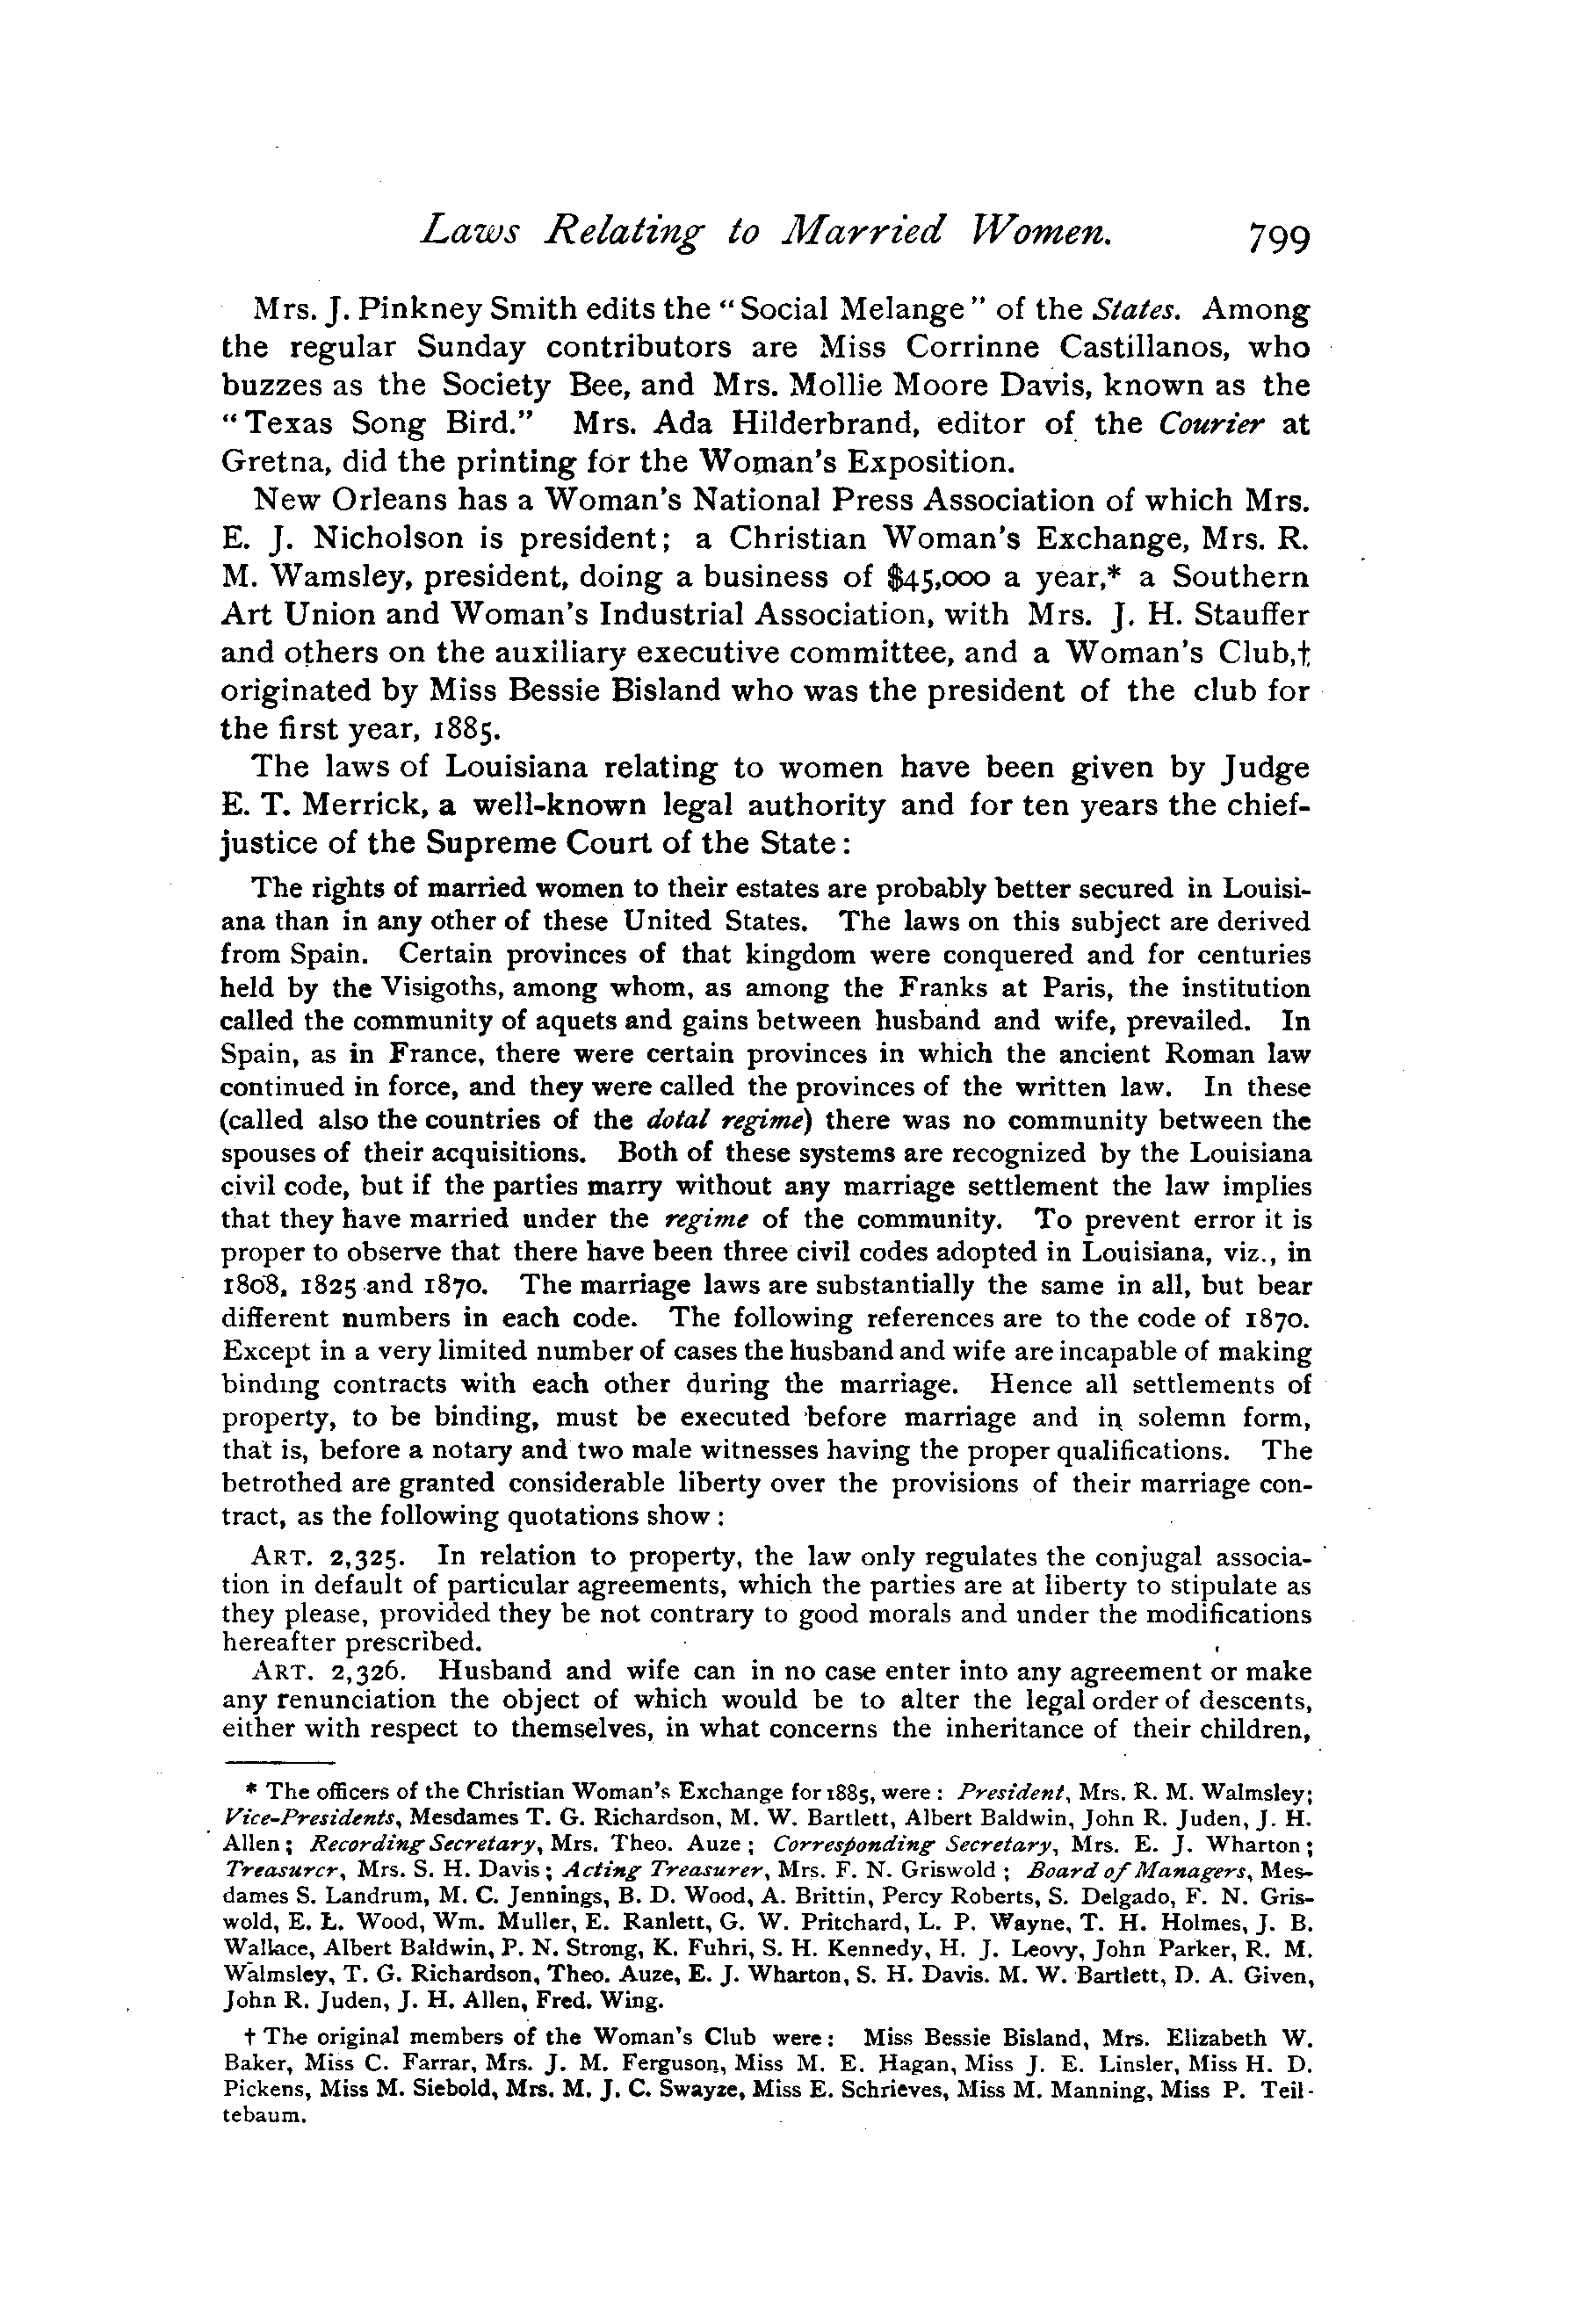 Laws Relating to Married Women. 799
Mrs. J. Pinkney Smith edits the “Social Melange” of the States. Among
the regular Sunday contributors are Miss Corrinne Castillanos, who
buzzes as the Society Bee, and Mrs. Mollie Moore Davis, known as the
“Texas Song Bird.” Mrs. Ada Hilderbrand, editor of the Courier at
Gretna, did the printing for the Woman's Exposition.
New Orleans has a Woman's National Press Association of which Mrs.
E. J. Nicholson is president; a Christian Woman's Exchange, Mrs. R.
M. Wamsley, president, doing a business of $45,000 a year,* a Southern
Art Union and Woman's Industrial Association, with Mrs. J. H. Stauffer
and others on the auxiliary executive committee, and a Woman's Club,†
originated by Miss Bessie Bisland who was the president of the club for
the first year, 1885.
The laws of Louisiana relating to women have been given by Judge
E. T. Merrick, a well-known legal authority and for ten years the chief-
justice of the Supreme Court of the State:
The rights of married women to their estates are probably better secured in Louisi-
ana than in any other of these United States. The laws on this subject are derived
from Spain. Certain provinces of that kingdom were conquered and for centuries
held by the Visigoths, among whom, as among the Franks at Paris, the institution
called the community of aquets and gains between husband and wife, prevailed. In
Spain, as in France, there were certain provinces in which the ancient Roman law
continued in force, and they were called the provinces of the written law. In these
(called also the countries of the dotal regime) there was no community between the
spouses of their acquisitions. Both of these systems are recognized by the Louisiana
civil code, but if the parties marry without any marriage settlement the law implies
that they have married under the regime of the community. To prevent error it is
proper to observe that there have been three civil codes adopted in Louisiana, viz., in
1808, 1825 and 1870. The marriage laws are substantially the same in all, but bear
different numbers in each code. The following references are to the code of 1870.
Except in a very limited number of cases the husband and wife are incapable of making
binding contracts with each other during the marriage. Hence all settlements of
property, to be binding, must be executed before marriage and in solemn form,
that is, before a notary and two male witnesses having the proper qualifications. The
betrothed are granted considerable liberty over the provisions of their marriage con-
tract, as the following quotations show:
ART. 2,325. In relation to property, the law only regulates the conjugal associa-
tion in default of particular agreements, which the parties are at liberty to stipulate as
they please, provided they be not contrary to good morals and under the modifications
hereafter prescribed.
ART. 2,326. Husband and wife can in no case enter into any agreement or make
any renunciation the object of which would be to alter the legal order of descents,
either with respect to themselves, in what concerns the inheritance of their children,
* The officers of the Christian Woman's Exchange for 1885, were: President, Mrs. R. M. Walmsley;
Vice-Presidents, Mesdames T. G. Richardson, M. W. Bartlett, Albert Baldwin, John R. Juden, J. H.
Allen; Recording Secretary, Mrs. Theo. Auze; Corresponding Secretary, Mrs. E. J. Wharton;
Treasurer, Mrs. S. H. Davis; Acting Treasurer, Mrs. F. N. Griswold; Board of Managers, Mes-
dames S. Landrum, M. C. Jennings, B. D. Wood, A. Brittin, Percy Roberts, S. Delgado, F. N. Gris-
wold, E. L. Wood, Wm. Muller, E. Ranlett, G. W. Pritchard, L. P. Wayne, T. H. Holmes, J. B.
Wallace, Albert Baldwin, P. N. Strong, K. Fuhri, S. H. Kennedy, H. J. Leovy, John Parker, R. M.
Walmsley, T. G. Richardson, Theo. Auze, E. J. Wharton, S. H. Davis. M. W. Bartlett, D. A. Given,
John R. Juden, J. H. Allen, Fred. Wing.
† The original members of the Woman's Club were: Miss Bessie Bisland, Mrs. Elizabeth W.
Baker, Miss C. Farrar, Mrs. J. M. Ferguson, Miss M. E. Hagan, Miss J. E. Linsler, Miss H. D.
Pickens, Miss M. Siebold, Mrs. M. J. C. Swayze, Miss E. Schrieves, Miss M. Manning, Miss P. Teil-
tebaum.